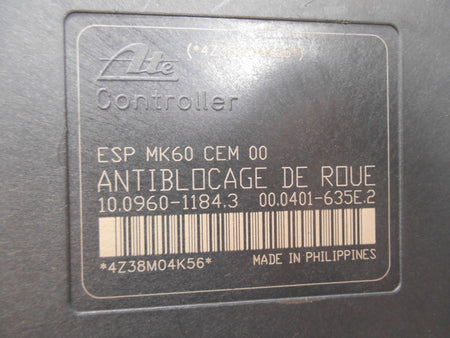 Ate
Controller
ESP MK60 CEM 00
ANTIBLOCAGE DE ROUE
10.0960-1184.3 00.0401-635E.2
*4Z38M04K56* MADE IN PHILIPPINES